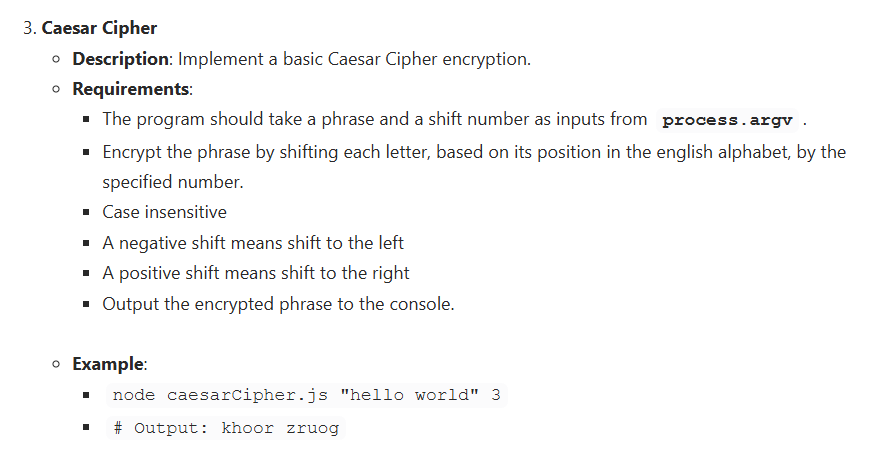 3. Caesar Cipher
Description: Implement a basic Caesar Cipher encryption.
Requirements:
The program should take a phrase and a shift number as inputs from process.argv .
Encrypt the phrase by shifting each letter, based on its position in the english alphabet, by the
specified number.
Case insensitive
A negative shift means shift to the left
A positive shift means shift to the right
Output the encrypted phrase to the console.
Example:
node caesarCipher.js "hello world" 3
# Output: khoor zruog